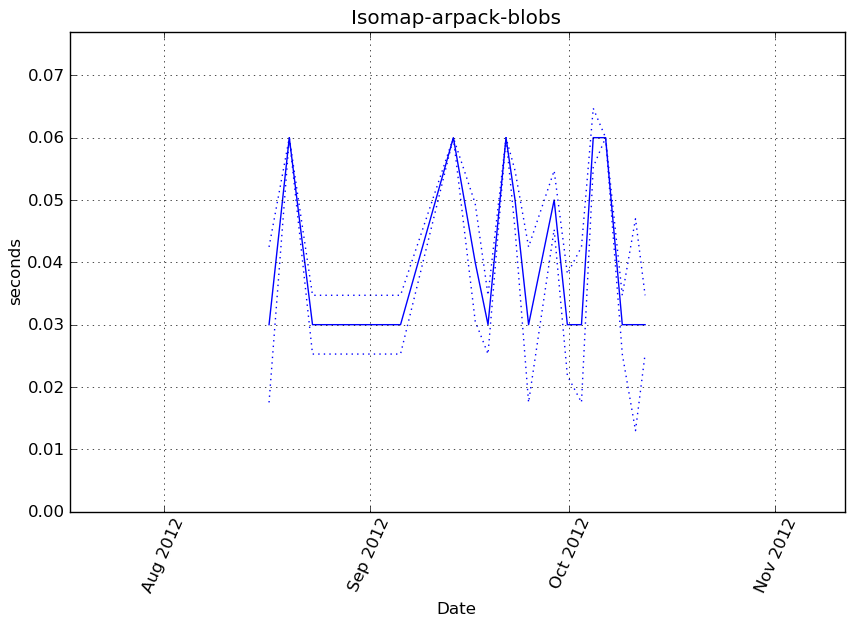 Isomap-arpack-blobs
0.07
0.06
0.05
0.04
0.03
0.02
0.01
0.00
seconds
Aug 2012
Sep 2012
Oct 2012
Nov 2012
Date